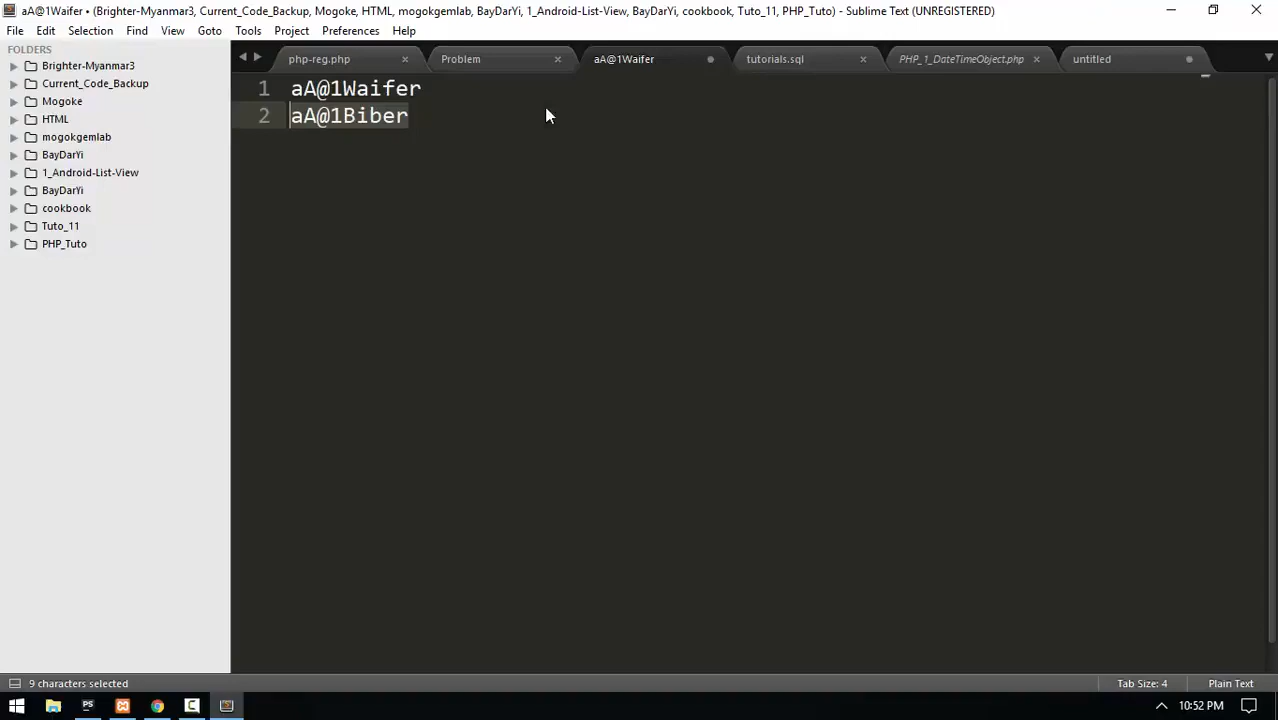 aA@1Waifer • (Brighter-Myanmar3, Current_Code_Backup, Mogoke, HTML, mogokgemlab, BayDarYi, 1_Android-List-View, BayDarYi, cookbook, Tuto_11, PHP_Tuto) - Sublime Text (UNREGISTERED)
File Edit Selection Find View Goto Tools Project Preferences Help
FOLDERS
Brighter-Myanmar3
Current_Code_Backup
Mogoke
HTML
mogokgemlab
BayDarYi
1_Android-List-View
BayDarYi
cookbook
Tuto_11
PHP_Tuto
php-reg.php Problem aA@1Waifer tutorials.sql PHP_1_DateTimeObject.php untitled
1 aA@1Waifer
2 aA@1Biber
9 characters selected Tab Size: 4 Plain Text
10:52 PM